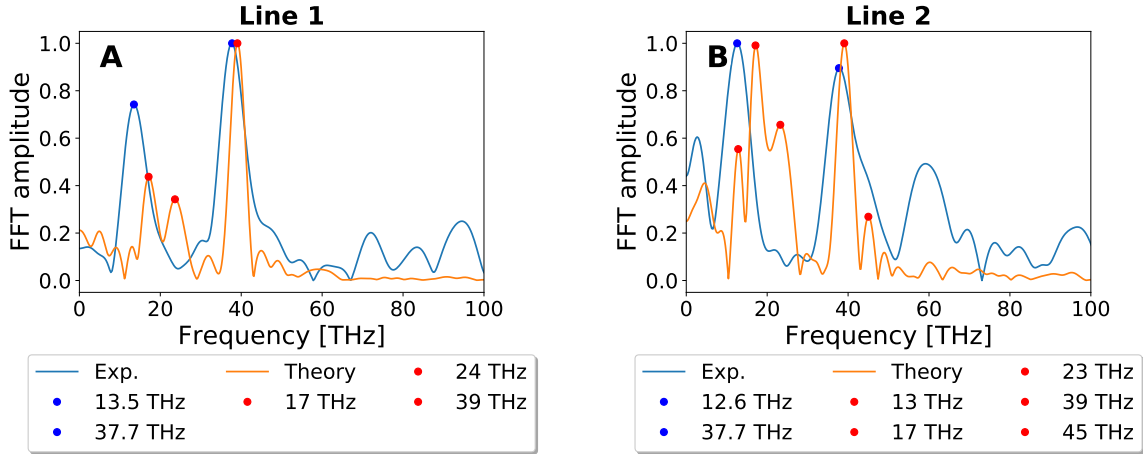 Line 1
A
FFT amplitude
1.0
0.8
0.6
0.4
0.2
0.0
0 20 40 60 80 100
Frequency [THz]
Exp. Theory 24 THz
13.5 THz 17 THz 39 THz
37.7 THz
Line 2
B
FFT amplitude
1.0
0.8
0.6
0.4
0.2
0.0
0 20 40 60 80 100
Frequency [THz]
Exp. Theory 23 THz
12.6 THz 13 THz 39 THz
37.7 THz 17 THz 45 THz